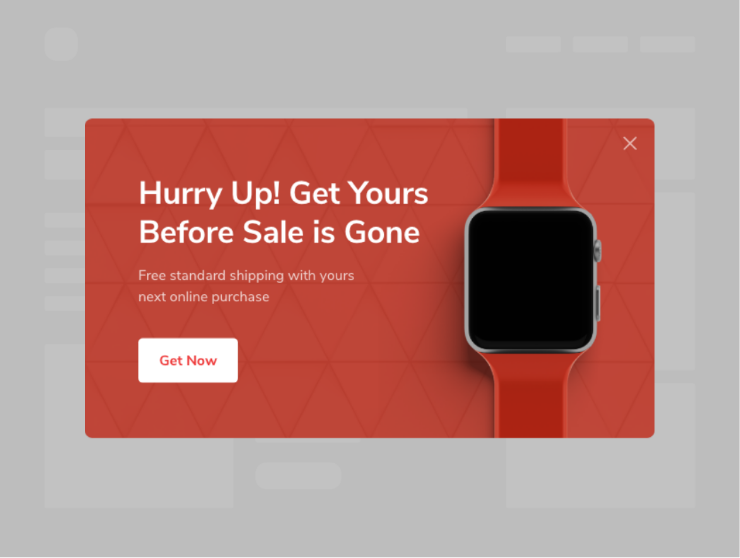 Hurry Up! Get Yours
Before Sale is Gone
Free standard shipping with yours
next online purchase
Get Now